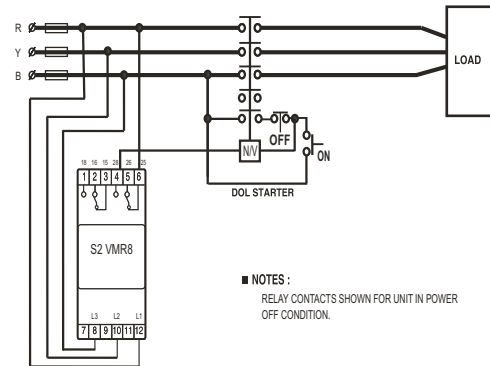 R
Y
B
LOAD
OFF
ON
N/V
DOL STARTER
18 16 15 28 26 25
1 2 3 4 5 6
S2 VMR8
L3 L2 L1
7 8 9 10 11 12
■ NOTES :
RELAY CONTACTS SHOWN FOR UNIT IN POWER
OFF CONDITION.